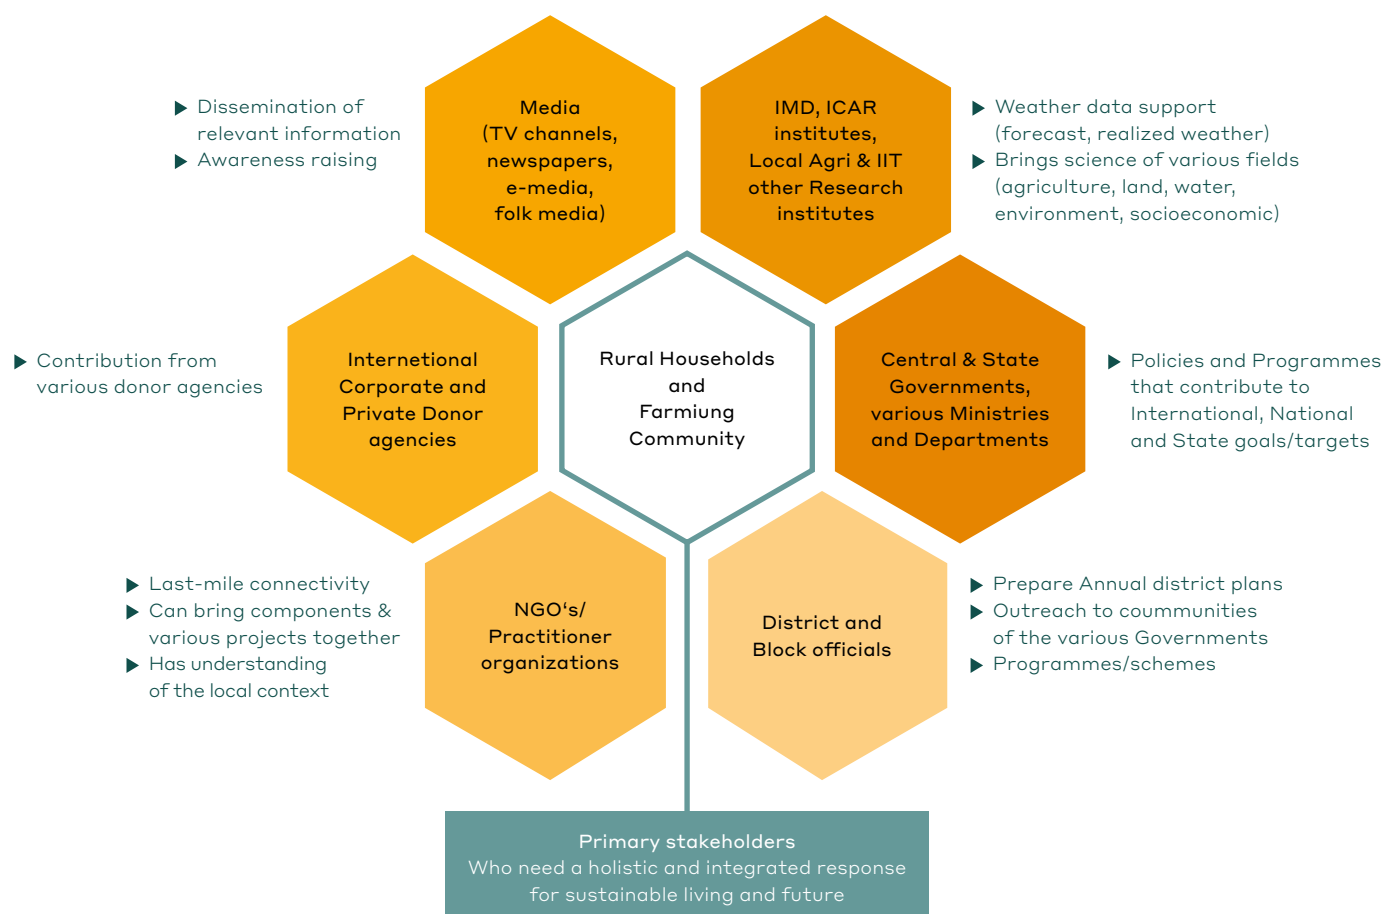 Dissemination of
relevant information
Awareness raising
Media
(TV channels,
newspapers,
e-media,
folk media)
IMD, ICAR
institutes,
Local Agri & IIT
other Research
institutes
Weather data support
(forecast, realized weather)
Brings science of various fields
(agriculture, land, water,
environment, socioeconomic)
Contribution from
various donor agencies
Internetional
Corporate and
Private Donor
agencies
Rural Households
and
Farmiung
Community
Central & State
Governments,
various Ministries
and Departments
Policies and Programmes
that contribute to
International, National
and State goals/targets
Last-mile connectivity
Can bring components &
various projects together
Has understanding
of the local context
NGO‘s/
Practitioner
organizations
District and
Block officials
Prepare Annual district plans
Outreach to coummunities
of the various Governments
Programmes/schemes
Primary stakeholders
Who need a holistic and integrated response
for sustainable living and future